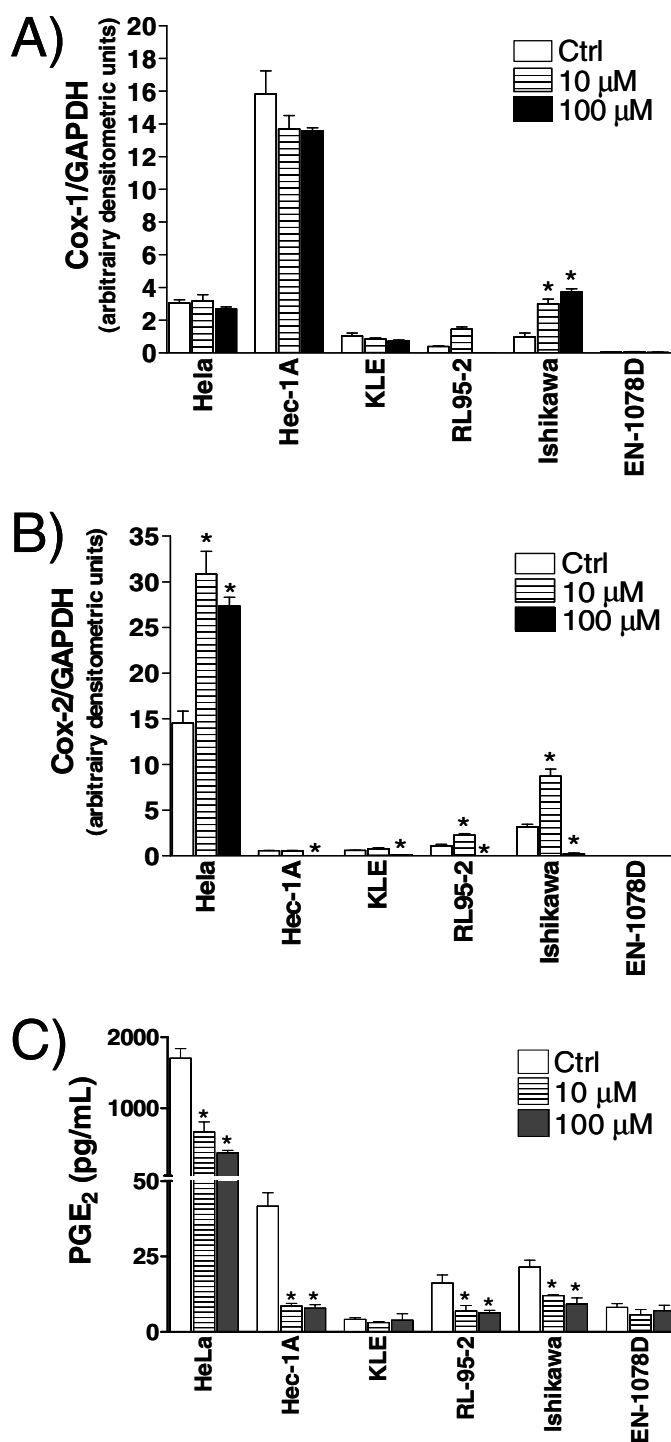 A)
Cox-1/GAPDH
(arbitrairy densitometric units)
20
18
16
14
12
10
8
6
4
2
0
Ctrl
10 μM
100 μM
* *
Hela
Hec-1A
KLE
RL95-2
Ishikawa
EN-1078D
B)
Cox-2/GAPDH
(arbitrairy densitometric units)
35
30
25
20
15
10
5
0
Ctrl
10 μM
100 μM
* * * * * * * *
Hela
Hec-1A
KLE
RL95-2
Ishikawa
EN-1078D
C)
PGE2 (pg/mL)
2000
1000
50
25
0
Ctrl
10 μM
100 μM
* * * * * * * *
HeLa
Hec-1A
KLE
RL-95-2
Ishikawa
EN-1078D